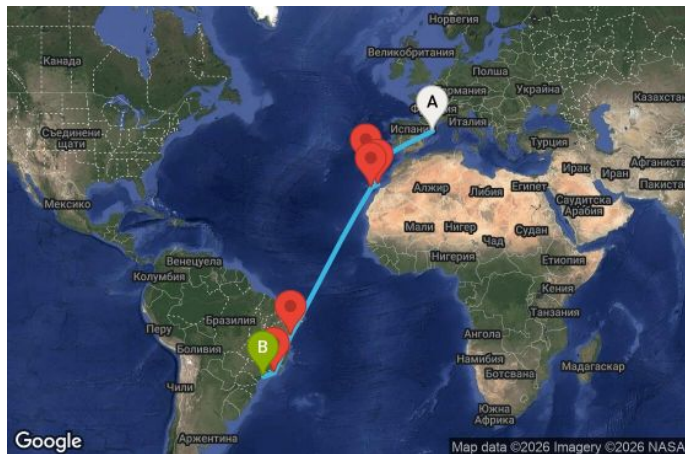 Норвегия
Канада
Великобритания
Полша
A
Украйна
Казахстан
Италия
Съединени
щати
Турция
Ирак
Афганистан
Иран
Пакистан
Мексико
Алжир
Либия
Египет
Саудитска
Арабия
Мали
Нигер
Чад
Судан
Нигерия
Етиопия
Венецуела
Колумбия
Кения
Танзания
Бразилия
Перу
B
Боливия
Ангола
Намибия
Ботсвана
Мадагаскар
Чили
Южна
Африка
Аржентина
Google
Map data ©2026 Imagery ©2026 NASA